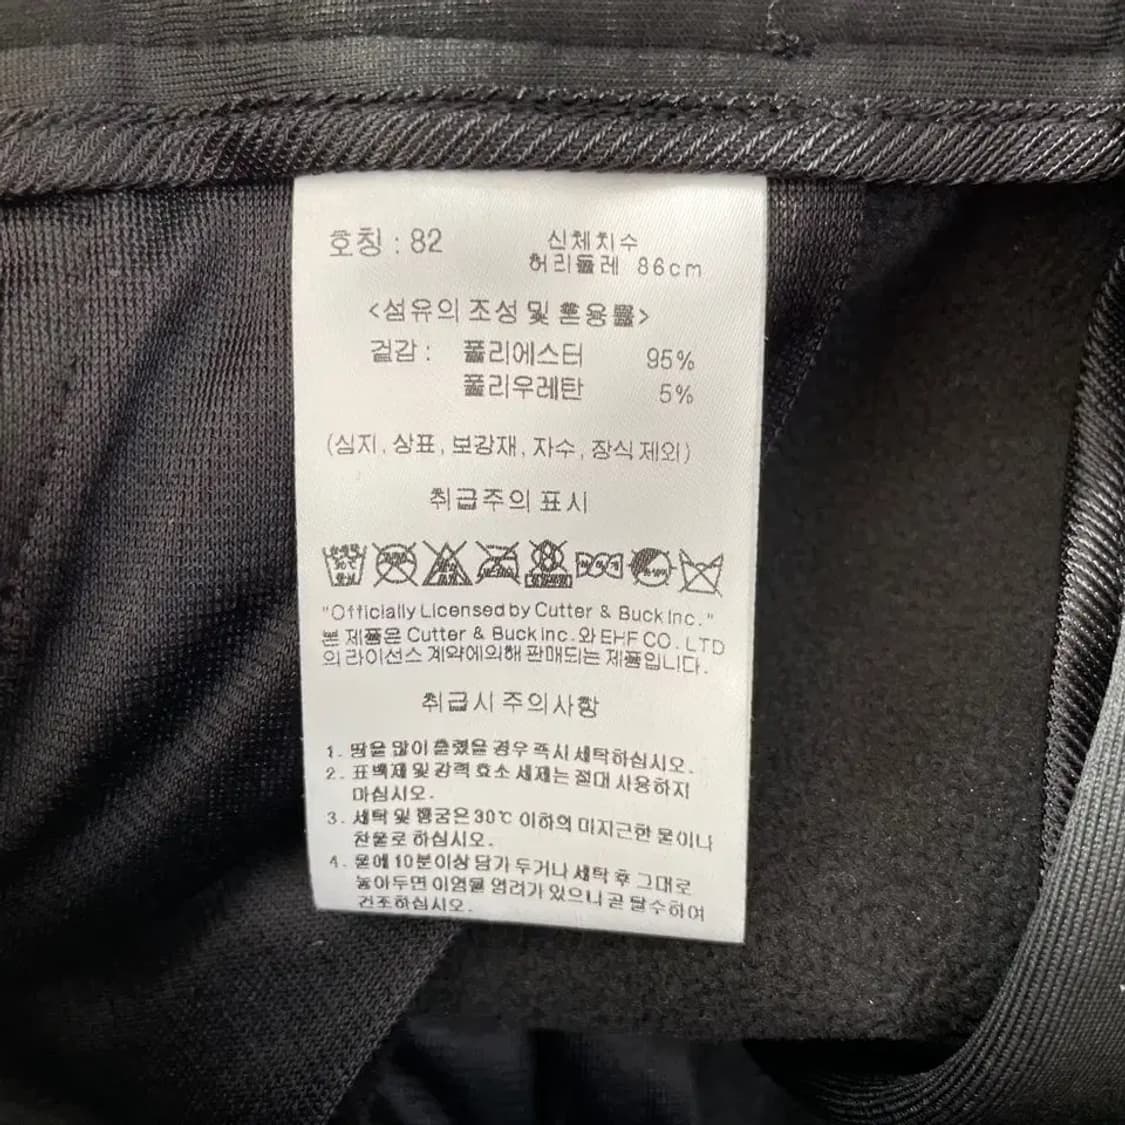 호칭 : 82
신체치수
허리둘레 86cm
<섬유의 조성 및 혼용률>
겉감 : 폴리에스터 95%
폴리우레탄 5%
(심지, 상표, 보강재, 자수, 장식 제외)
취급주의 표시
"Officially Licensed by Cutter & Buck Inc."
본 제품은 Cutter & Buck Inc.와 EHF CO. LTD
의 라이선스 계약에의해 판매되는 제품입니다.
취급시 주의사항
1. 땀을 많이 흘렸을 경우 즉시 세탁하십시오.
2. 표백제 및 강력 효소 세제는 절대 사용하지
마십시오.
3. 세탁 및 헹굼은 30℃ 이하의 미지근한 물이나
찬물로 하십시오.
4. 물에 10분이상 담가 두거나 세탁 후 그대로
놓아두면 이염될 염려가 있으니 곧 탈수하여
건조하십시오.